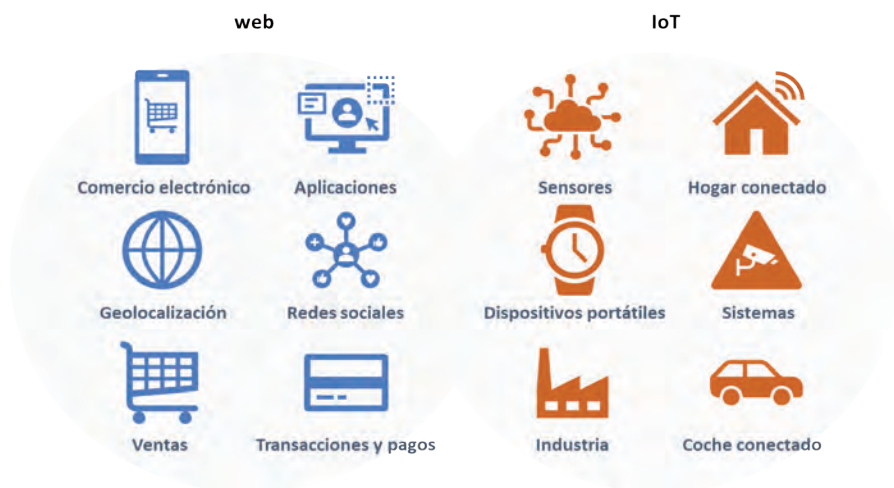 web
IoT
Comercio electrónico
Aplicaciones
Sensores
Hogar conectado
Geolocalización
Redes sociales
Dispositivos portátiles
Sistemas
Ventas
Transacciones y pagos
Industria
Coche conectado